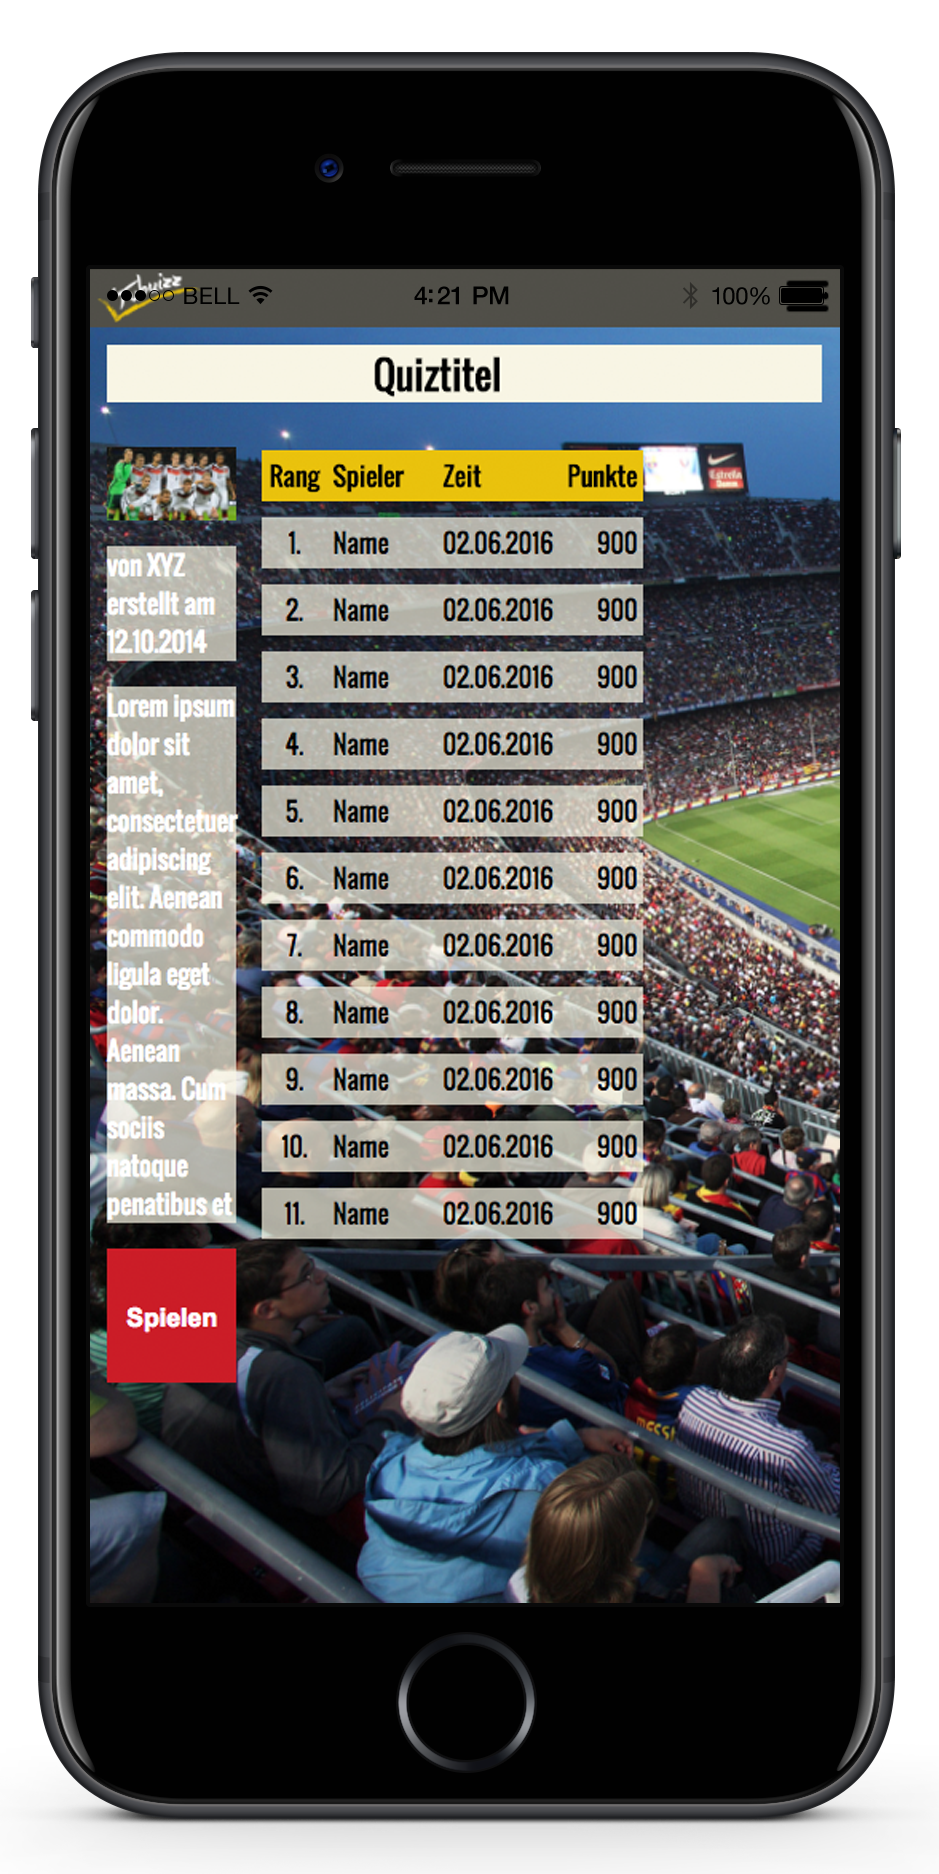 BELL 4:21 PM 100%
Quiztitel
von XYZ
erstellt am
12.10.2014
Lorem ipsum
dolor sit
amet,
consectetuer
adipiscing
elit. Aenean
commodo
ligula eget
dolor.
Aenean
massa. Cum
sociis
natoque
penatibus et
Spielen
Rang Spieler Zeit Punkte
1. Name 02.06.2016 900
2. Name 02.06.2016 900
3. Name 02.06.2016 900
4. Name 02.06.2016 900
5. Name 02.06.2016 900
6. Name 02.06.2016 900
7. Name 02.06.2016 900
8. Name 02.06.2016 900
9. Name 02.06.2016 900
10. Name 02.06.2016 900
11. Name 02.06.2016 900
Estrella
Damm